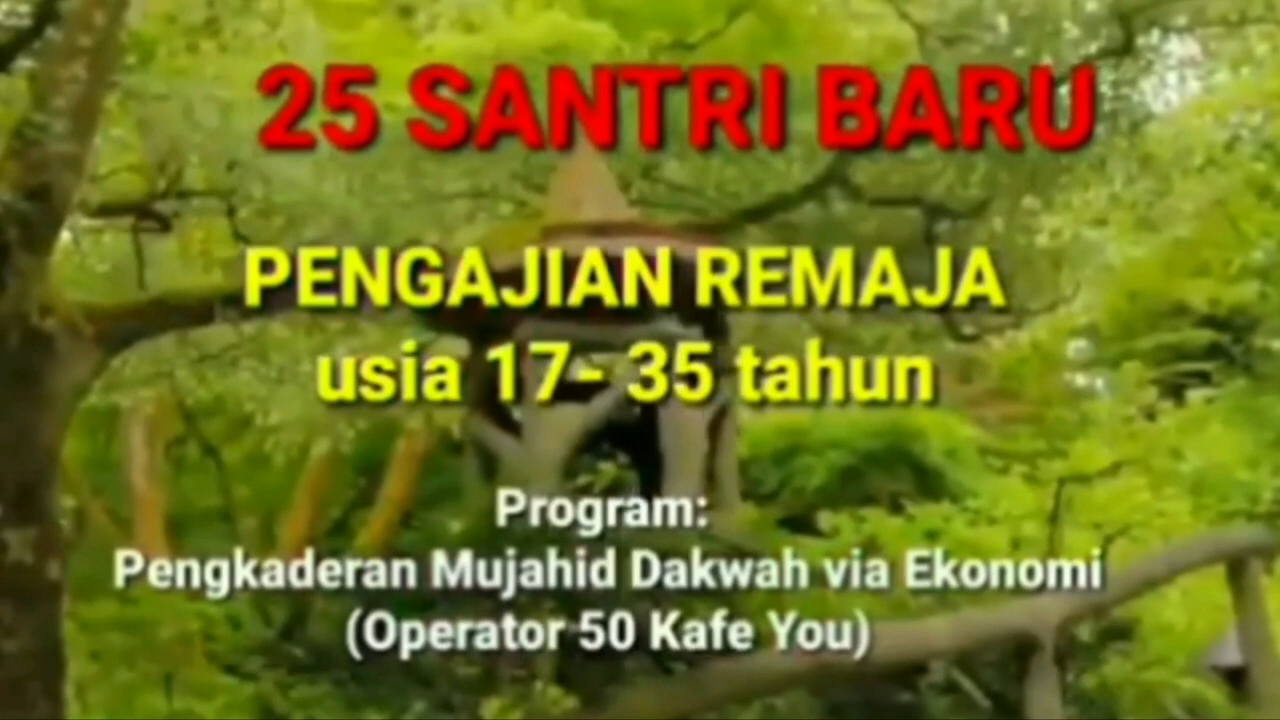 25 SANTRI BARU
PENGAJIAN REMAJA
usia 17- 35 tahun
Program:
Pengkaderan Mujahid Dakwah via Ekonomi
(Operator 50 Kafe You)